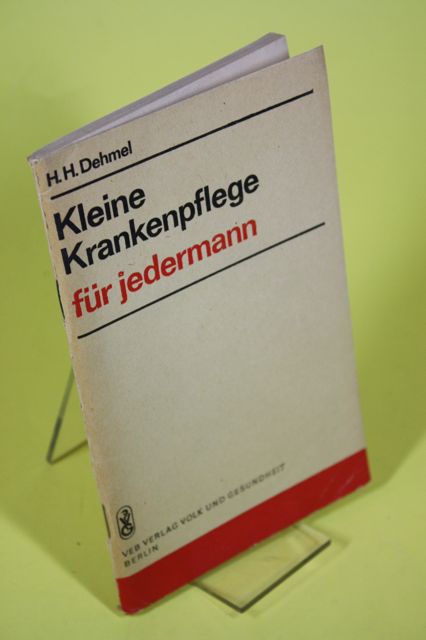 H. H. Dehmel
Kleine
Krankenpflege
für jedermann
VEB VERLAG VOLK UND GESUNDHEIT
BERLIN